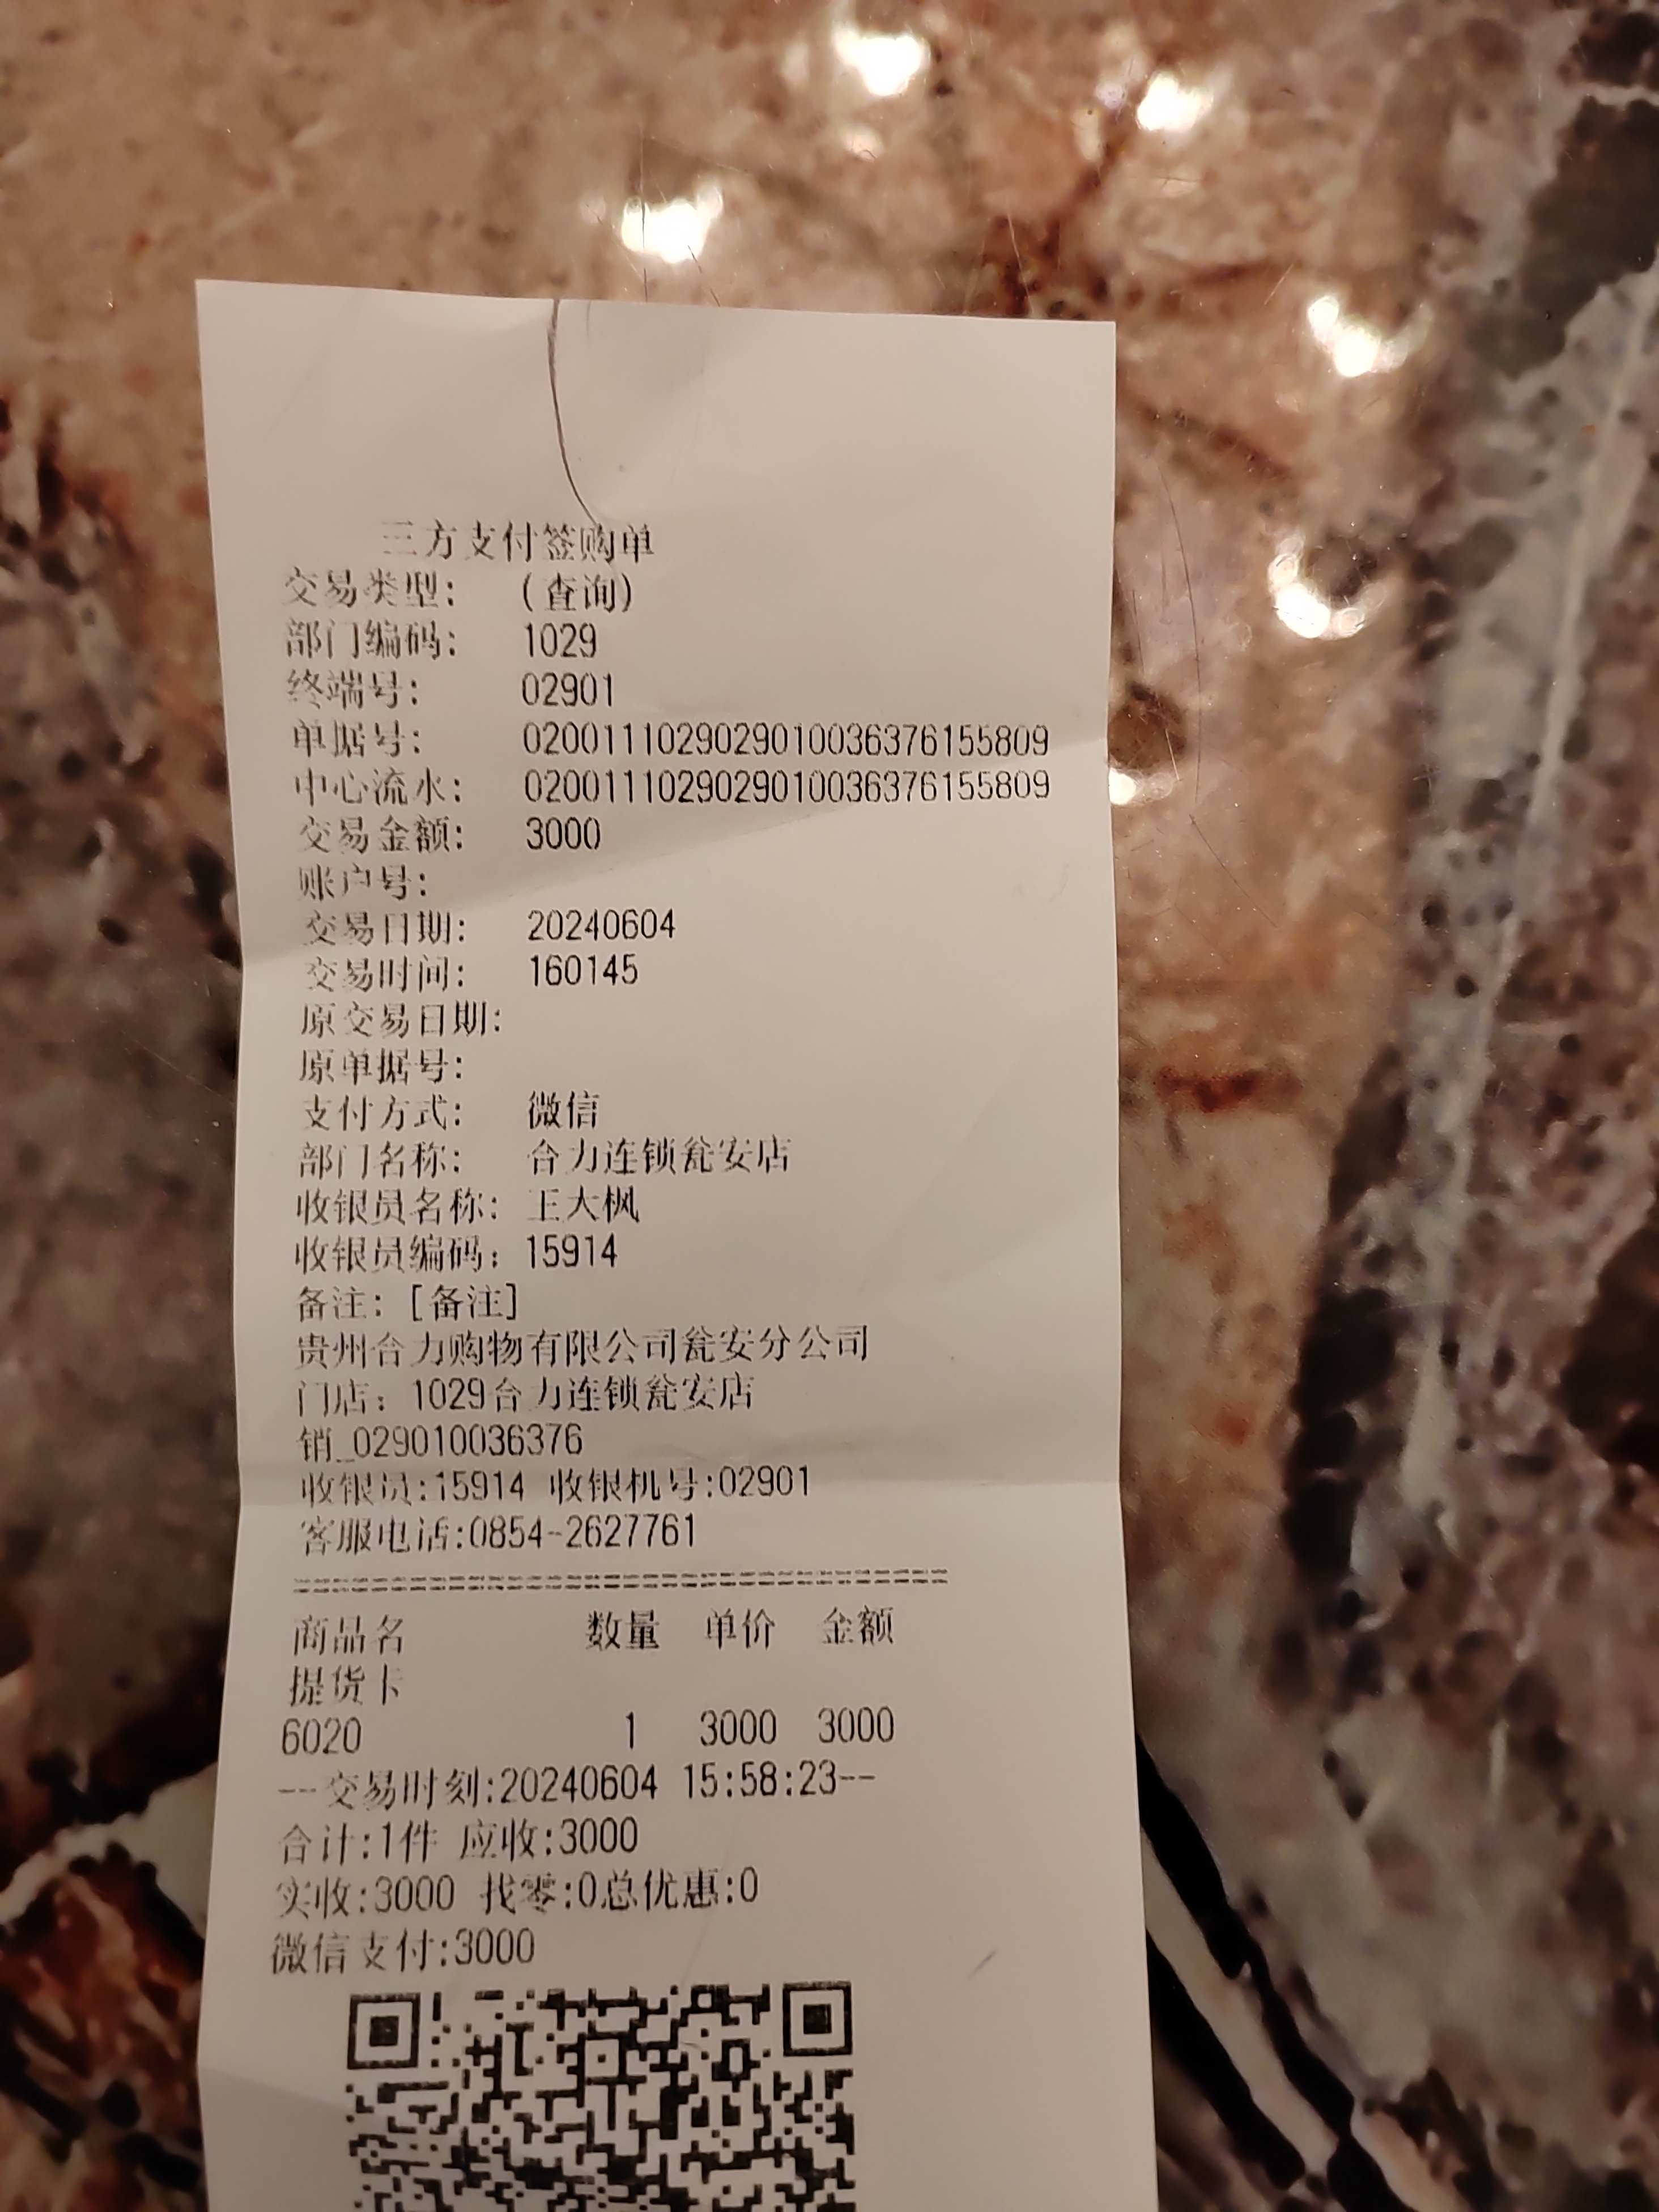 三方支付签购单
交易类型: (查询)
部门编码: 1029
终端号: 02901
单据号: 020011102902901003637615­5809
中心流水: 0200111029029010036376155809
交易金额: 3000
账户号:
交易日期: 20240604
交易时间: 160145
原交易日期:
原单据号:
支付方式: 微信
部门名称: 合力连锁瓮安店
收银员名称: 王大枫
收银员编码: 15914
备注: [备注]
贵州合力购物有限公司瓮安分公司
门店: 1029合力连锁瓮安店
销_029010036376
收银员:15914 收银机号:02901
客服电话:0854-2627761
商品名 数量 单价 金额
提货卡
6020 1 3000 3000
--交易时刻:20240604 15:58:23--
合计:1件 应收:3000
实收:3000 找零:0总优惠:0
微信支付:3000